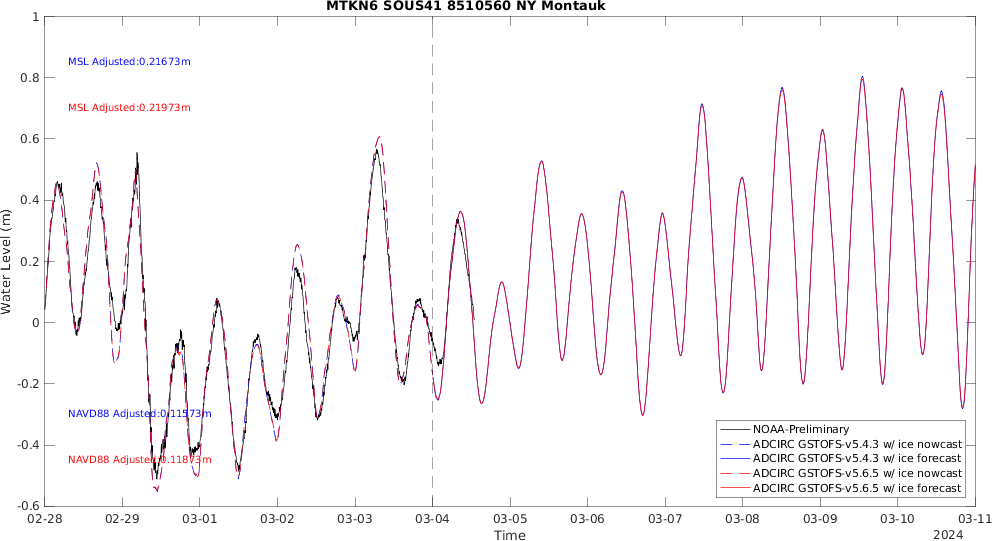 MTKN6 SOUS41 8510560 NY Montauk
1
0.8
0.6
0.4
0.2
0
-0.2
-0.4
-0.6
Water Level (m)
MSL Adjusted:0.21673m
MSL Adjusted:0.21973m
NAVD88 Adjusted:0.11573m
NAVD88 Adjusted:0.11873m
NOAA-Preliminary
ADCIRC GSTOFS-v5.4.3 w/ ice nowcast
ADCIRC GSTOFS-v5.4.3 w/ ice forecast
ADCIRC GSTOFS-v5.6.5 w/ ice nowcast
ADCIRC GSTOFS-v5.6.5 w/ ice forecast
02-28 02-29 03-01 03-02 03-03 03-04 03-05 03-06 03-07 03-08 03-09 03-10 03-11
Time
2024